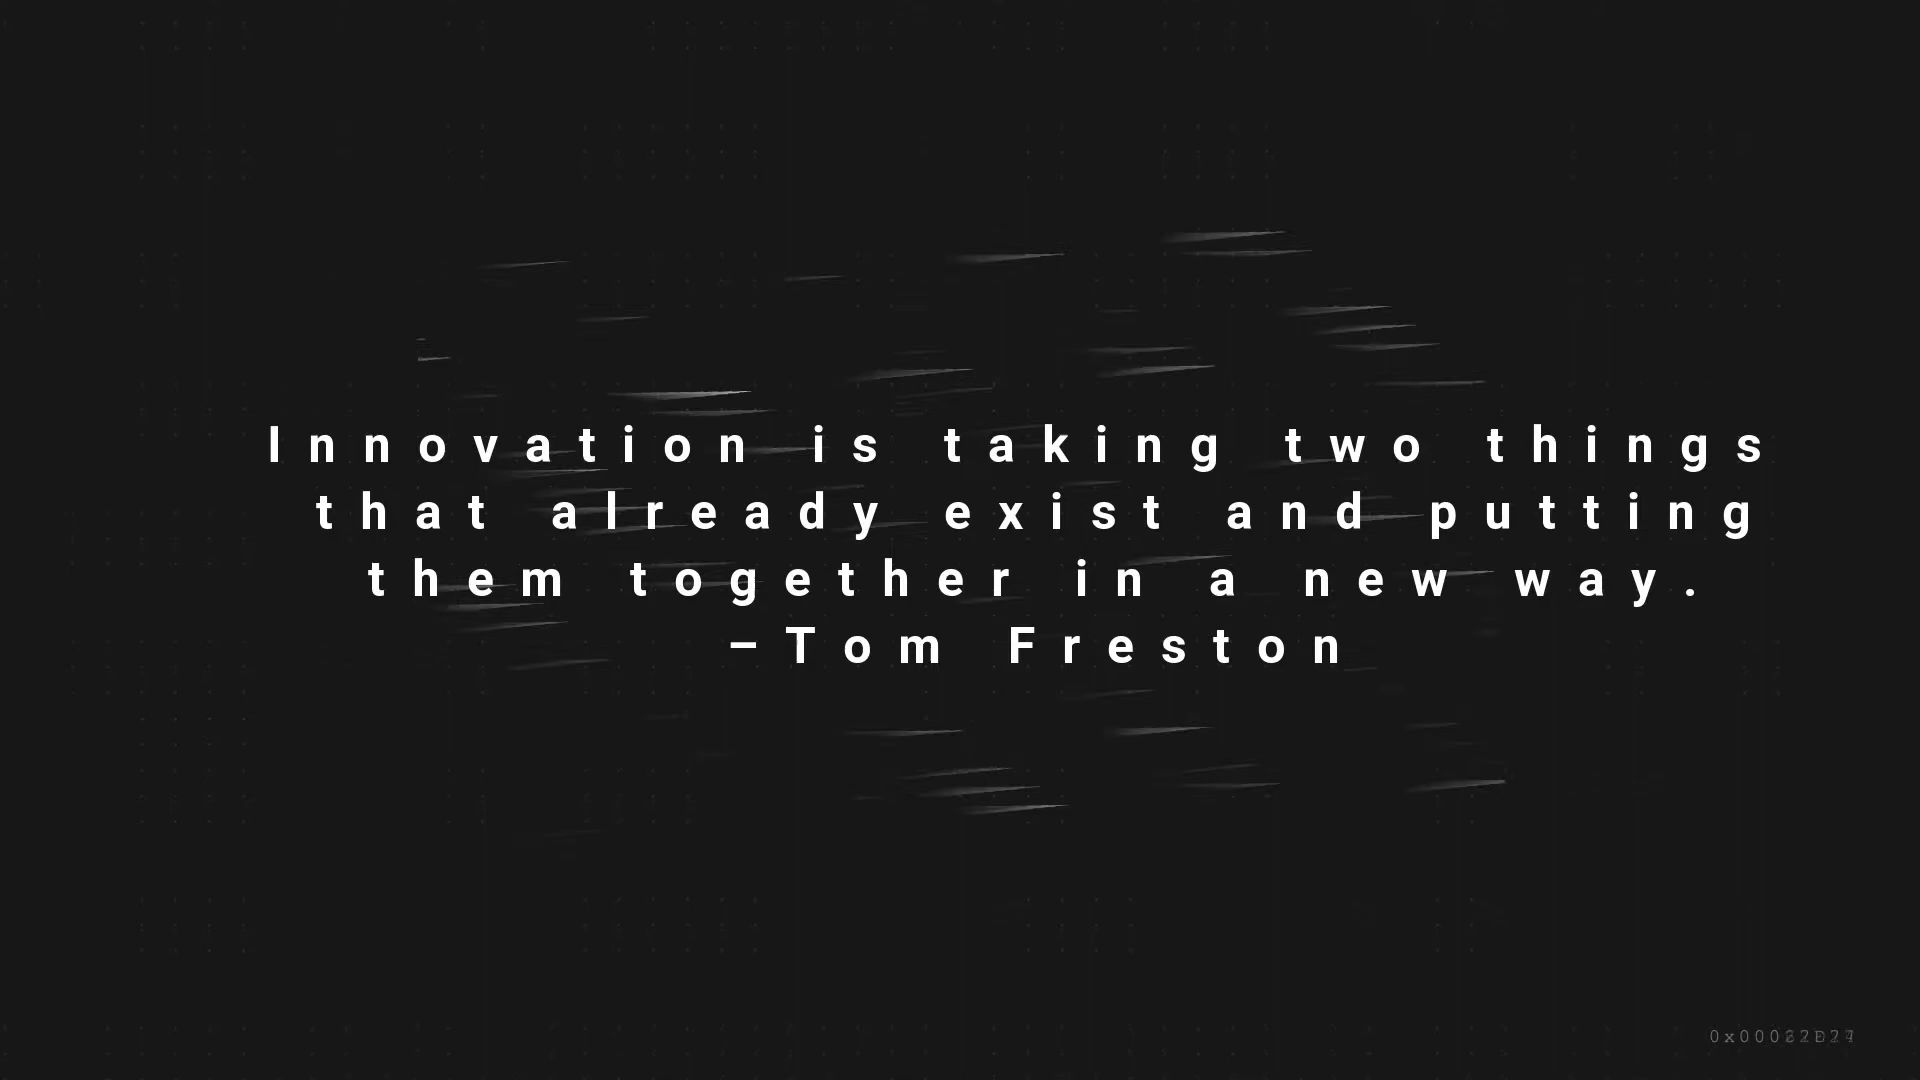 Innovation is taking two things
that already exist and putting
them together in a new way.
–Tom Freston